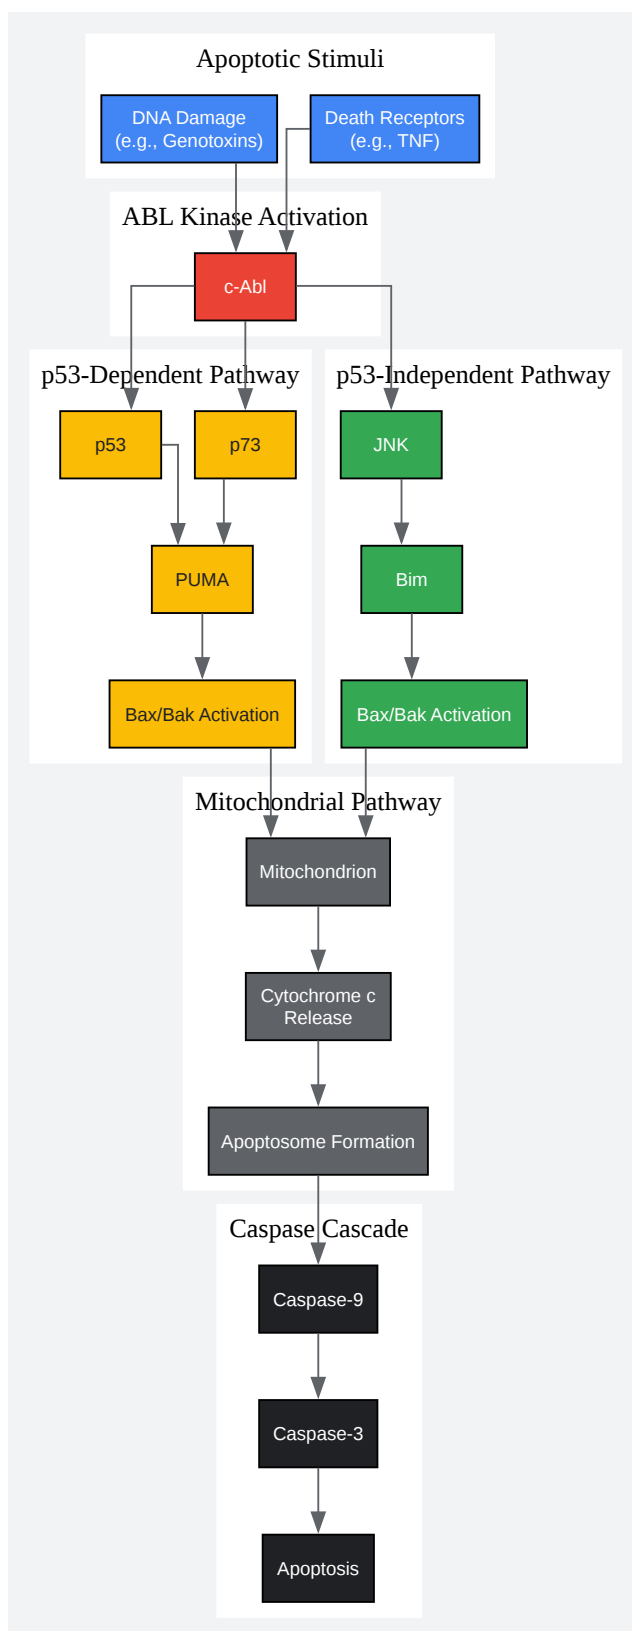 Apoptotic Stimuli
DNA Damage
(e.g., Genotoxins)
Death Receptors
(e.g., TNF)
ABL Kinase Activation
c-Abl
p53-Dependent Pathway
p53
p73
PUMA
Bax/Bak Activation
p53-Independent Pathway
JNK
Bim
Bax/Bak Activation
Mitochondrial Pathway
Mitochondrion
Cytochrome c
Release
Apoptosome Formation
Caspase Cascade
Caspase-9
Caspase-3
Apoptosis